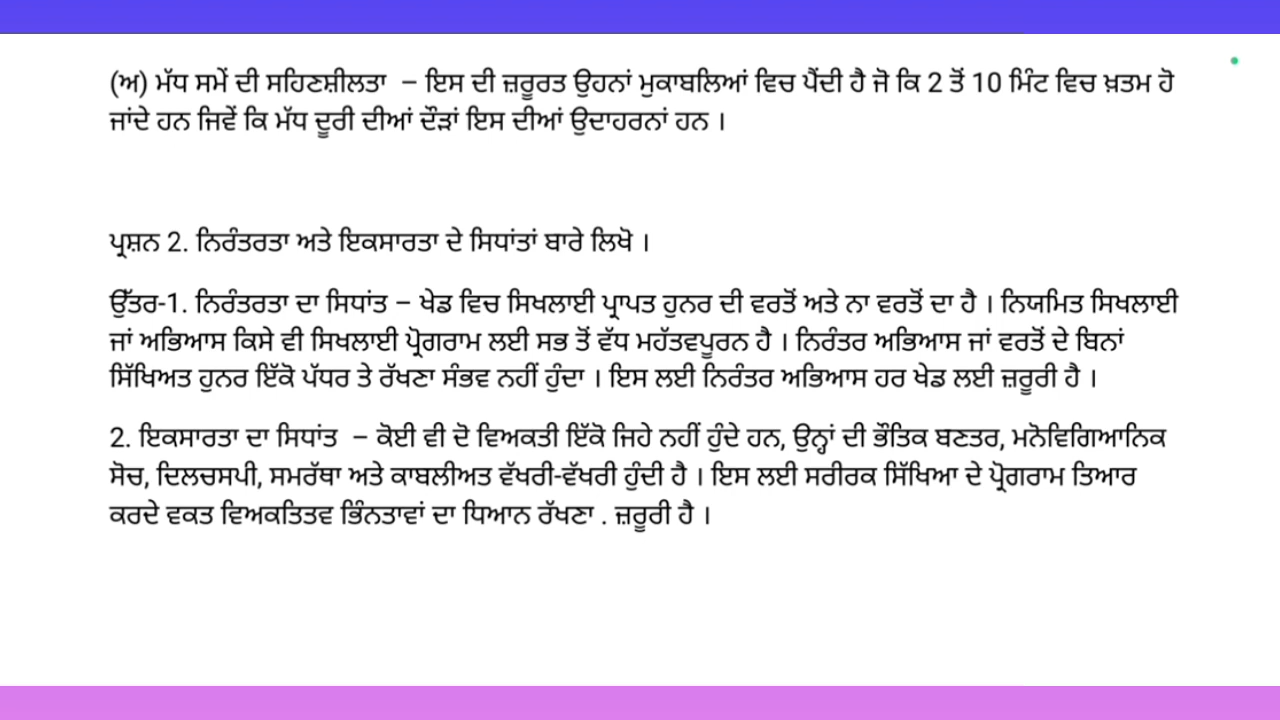 (ਅ) ਮੱਧ ਸਮੇਂ ਦੀ ਸਹਿਣਸ਼ੀਲਤਾ – ਇਸ ਦੀ ਜ਼ਰੂਰਤ ਉਹਨਾਂ ਮੁਕਾਬਲਿਆਂ ਵਿਚ ਪੈਂਦੀ ਹੈ ਜੋ ਕਿ 2 ਤੋਂ 10 ਮਿੰਟ ਵਿਚ ਖ਼ਤਮ ਹੋ
ਜਾਂਦੇ ਹਨ ਜਿਵੇਂ ਕਿ ਮੱਧ ਦੂਰੀ ਦੀਆਂ ਦੌੜਾਂ ਇਸ ਦੀਆਂ ਉਦਾਹਰਨਾਂ ਹਨ ।
ਪ੍ਰਸ਼ਨ 2. ਨਿਰੰਤਰਤਾ ਅਤੇ ਇਕਸਾਰਤਾ ਦੇ ਸਿਧਾਂਤਾਂ ਬਾਰੇ ਲਿਖੋ ।
ਉੱਤਰ-1. ਨਿਰੰਤਰਤਾ ਦਾ ਸਿਧਾਂਤ – ਖੇਡ ਵਿਚ ਸਿਖਲਾਈ ਪ੍ਰਾਪਤ ਹੁਨਰ ਦੀ ਵਰਤੋਂ ਅਤੇ ਨਾ ਵਰਤੋਂ ਦਾ ਹੈ । ਨਿਯਮਿਤ ਸਿਖਲਾਈ
ਜਾਂ ਅਭਿਆਸ ਕਿਸੇ ਵੀ ਸਿਖਲਾਈ ਪ੍ਰੋਗਰਾਮ ਲਈ ਸਭ ਤੋਂ ਵੱਧ ਮਹੱਤਵਪੂਰਨ ਹੈ । ਨਿਰੰਤਰ ਅਭਿਆਸ ਜਾਂ ਵਰਤੋਂ ਦੇ ਬਿਨਾਂ
ਸਿੱਖਿਅਤ ਹੁਨਰ ਇੱਕੋ ਪੱਧਰ ਤੇ ਰੱਖਣਾ ਸੰਭਵ ਨਹੀਂ ਹੁੰਦਾ । ਇਸ ਲਈ ਨਿਰੰਤਰ ਅਭਿਆਸ ਹਰ ਖੇਡ ਲਈ ਜ਼ਰੂਰੀ ਹੈ ।
2. ਇਕਸਾਰਤਾ ਦਾ ਸਿਧਾਂਤ – ਕੋਈ ਵੀ ਦੋ ਵਿਅਕਤੀ ਇੱਕੋ ਜਿਹੇ ਨਹੀਂ ਹੁੰਦੇ ਹਨ, ਉਨ੍ਹਾਂ ਦੀ ਭੌਤਿਕ ਬਣਤਰ, ਮਨੋਵਿਗਿਆਨਿਕ
ਸੋਚ, ਦਿਲਚਸਪੀ, ਸਮਰੱਥਾ ਅਤੇ ਕਾਬਲੀਅਤ ਵੱਖਰੀ-ਵੱਖਰੀ ਹੁੰਦੀ ਹੈ । ਇਸ ਲਈ ਸਰੀਰਕ ਸਿੱਖਿਆ ਦੇ ਪ੍ਰੋਗਰਾਮ ਤਿਆਰ
ਕਰਦੇ ਵਕਤ ਵਿਅਕਤਿਤਵ ਭਿੰਨਤਾਵਾਂ ਦਾ ਧਿਆਨ ਰੱਖਣਾ . ਜ਼ਰੂਰੀ ਹੈ ।